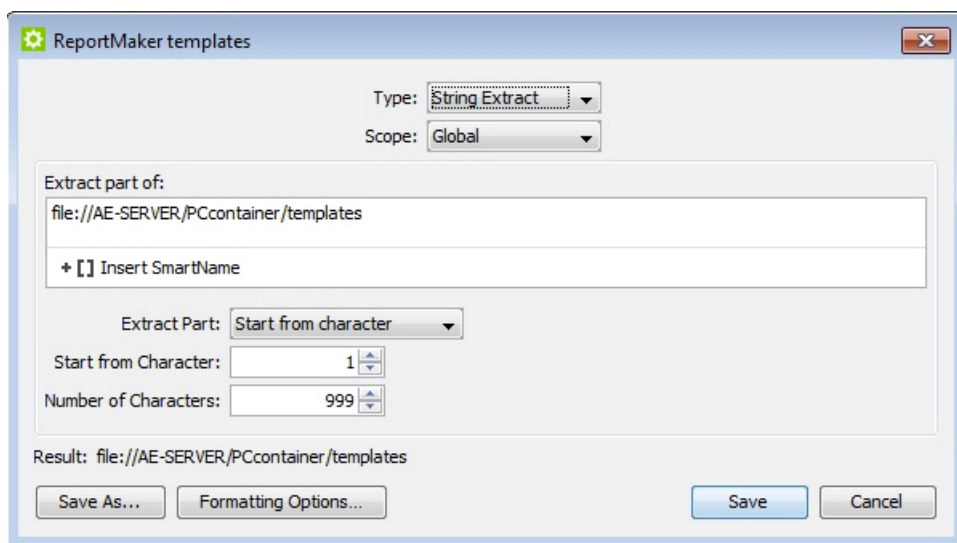 ReportMaker templates
Type: String Extract
Scope: Global
Extract part of:
file://AE-SERVER/PCcontainer/templates
+ [] Insert SmartName
Extract Part: Start from character
Start from Character: 1
Number of Characters: 999
Result: file://AE-SERVER/PCcontainer/templates
Save As... Formatting Options... Save Cancel